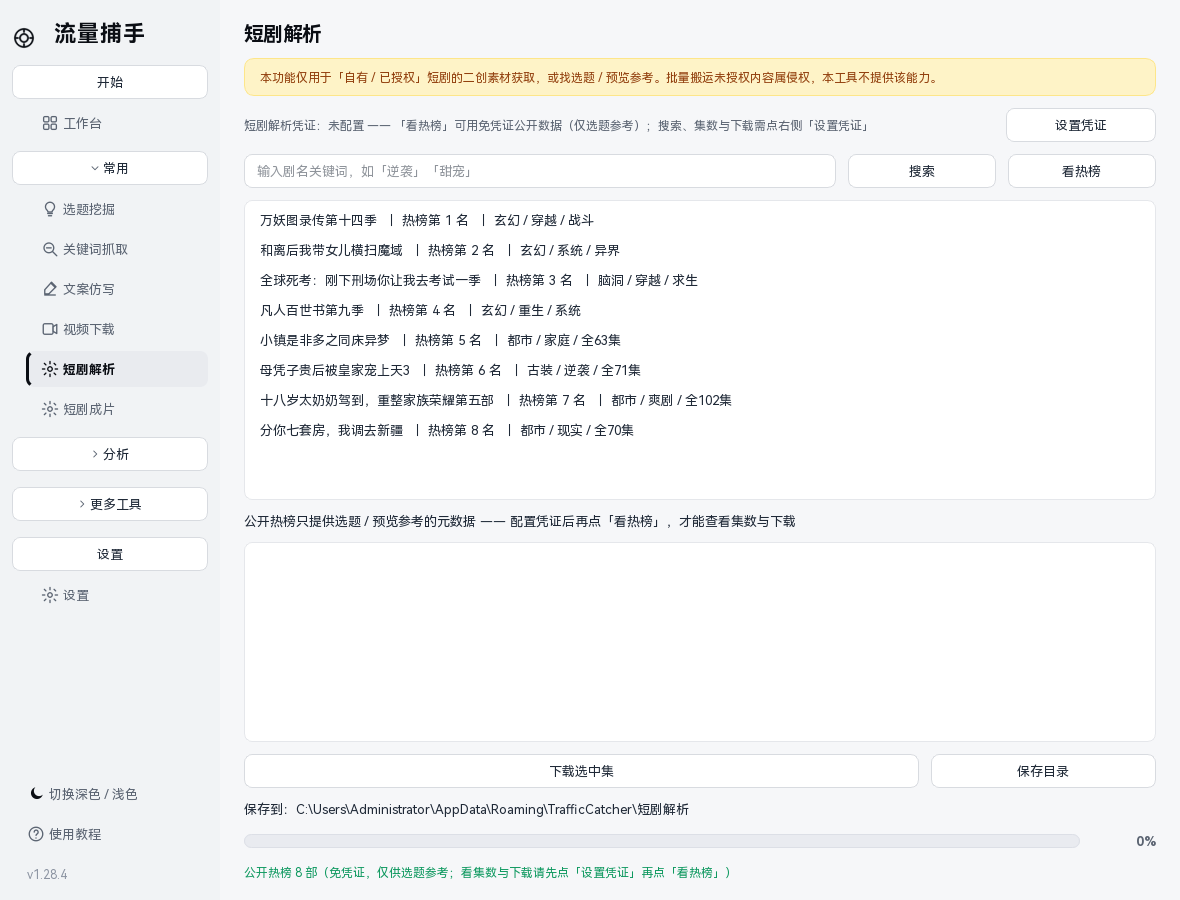 流量捕手
开始
工作台
常用
选题挖掘
关键词抓取
文案仿写
视频下载
短剧解析
短剧成片
分析
更多工具
设置
设置
切换深色 / 浅色
使用教程
v1.28.4
短剧解析
本功能仅用于「自有 / 已授权」短剧的二创素材获取，或找选题 / 预览参考。批量搬运未授权内容属侵权，本工具不提供该能力。
短剧解析凭证：未配置 —— 「看热榜」可用免凭证公开数据（仅选题参考）；搜索、集数与下载需点右侧「设置凭证」
设置凭证
输入剧名关键词，如「逆袭」「甜宠」
搜索
看热榜
万妖图录传第十四季 | 热榜第 1 名 | 玄幻 / 穿越 / 战斗
和离后我带女儿横扫魔域 | 热榜第 2 名 | 玄幻 / 系统 / 异界
全球死考：刚下刑场你让我去考试一季 | 热榜第 3 名 | 脑洞 / 穿越 / 求生
凡人百世书第九季 | 热榜第 4 名 | 玄幻 / 重生 / 系统
小镇是非多之同床异梦 | 热榜第 5 名 | 都市 / 家庭 / 全63集
母凭子贵后被皇家宠上天3 | 热榜第 6 名 | 古装 / 逆袭 / 全71集
十八岁太奶奶驾到，重整家族荣耀第五部 | 热榜第 7 名 | 都市 / 爽剧 / 全102集
分你七套房，我调去新疆 | 热榜第 8 名 | 都市 / 现实 / 全70集
公开热榜只提供选题 / 预览参考的元数据 —— 配置凭证后再点「看热榜」，才能查看集数与下载
下载选中集
保存目录
保存到：C:\Users\Administrator\AppData\Roaming\TrafficCatcher\短剧解析
0%
公开热榜 8 部（免凭证，仅供选题参考；看集数与下载请先点「设置凭证」再点「看热榜」）